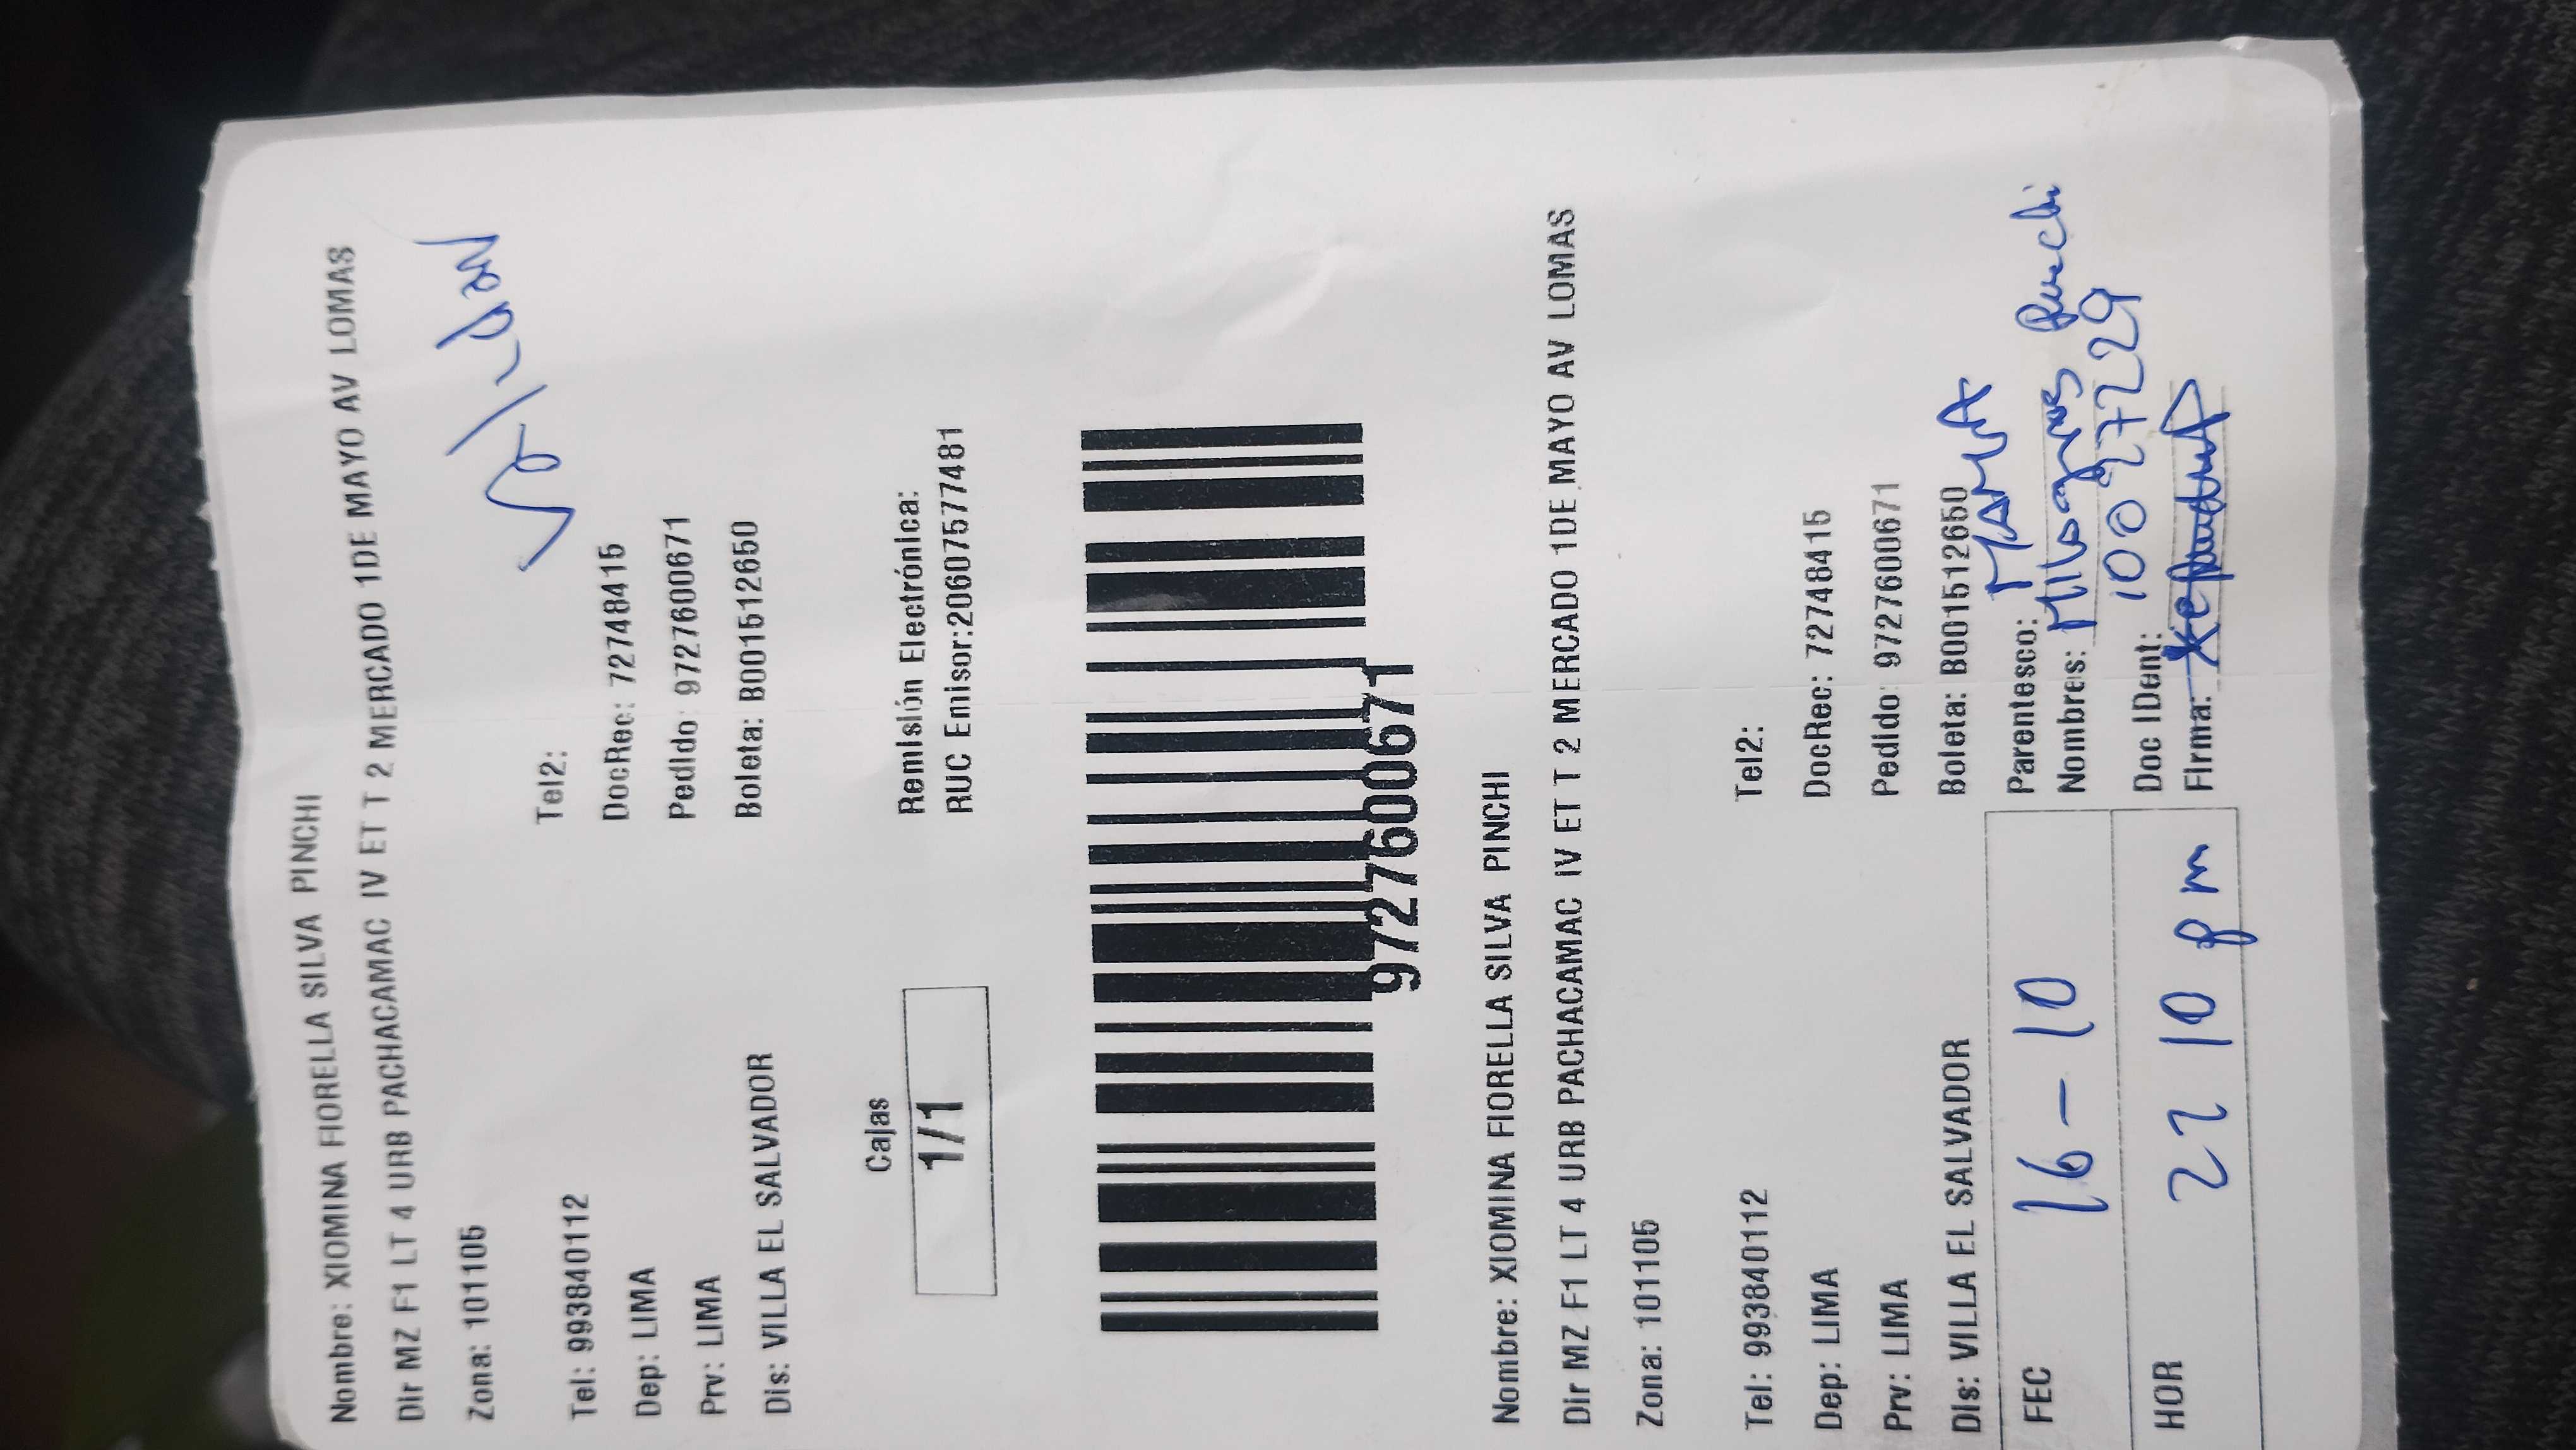 Nombre: XIOMINA FIORELLA SILVA PINCHI
Dir MZ F1 LT 4 URB PACHACAMAC IV ET T 2 MERCADO 1DE MAYO AV LOMAS
Zona: 101105
Tel: 993840112 Tel2:
Dep: LIMA DocRec: 72748415
Prv: LIMA Pedido: 9727600671
Dis: VILLA EL SALVADOR Boleta: B001512650
Cajas
1/1
Remisión Electrónica:
RUC Emisor:20607577481
9727600671
Nombre: XIOMINA FIORELLA SILVA PINCHI
Dir MZ F1 LT 4 URB PACHACAMAC IV ET T 2 MERCADO 1DE MAYO AV LOMAS
Zona: 101105
Tel: 993840112 Tel2:
Dep: LIMA DocRec: 72748415
Prv: LIMA Pedido: 9727600671
Dis: VILLA EL SALVADOR Boleta: B001512650
FEC 16-10
HOR 22 10 pm
Parentesco: MAMA
Nombres: Milagros
Doc IDent: 10027229
Firma: